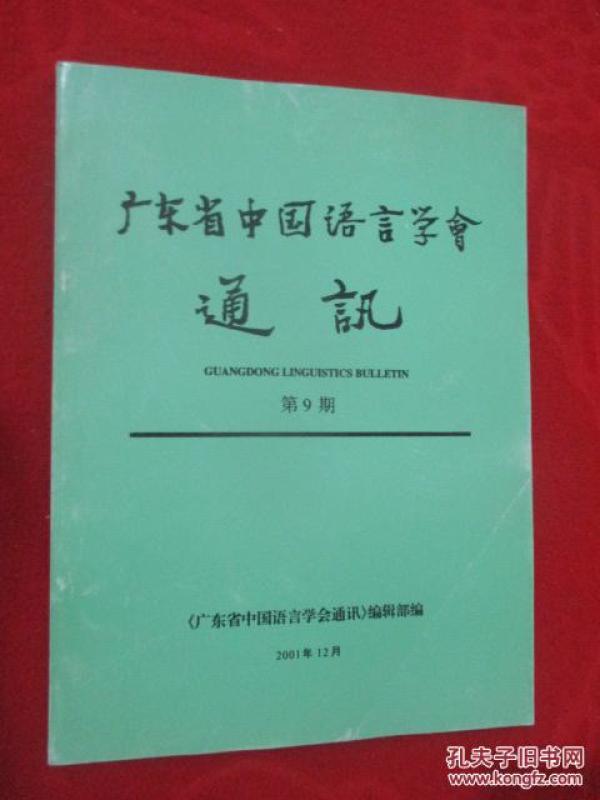 广东省中国语言学會
通訊
GUANGDONG LINGUISTICS BULLETIN
第9期
《广东省中国语言学会通讯》编辑部编
2001年12月
孔夫子旧书网
www.kongfz.com